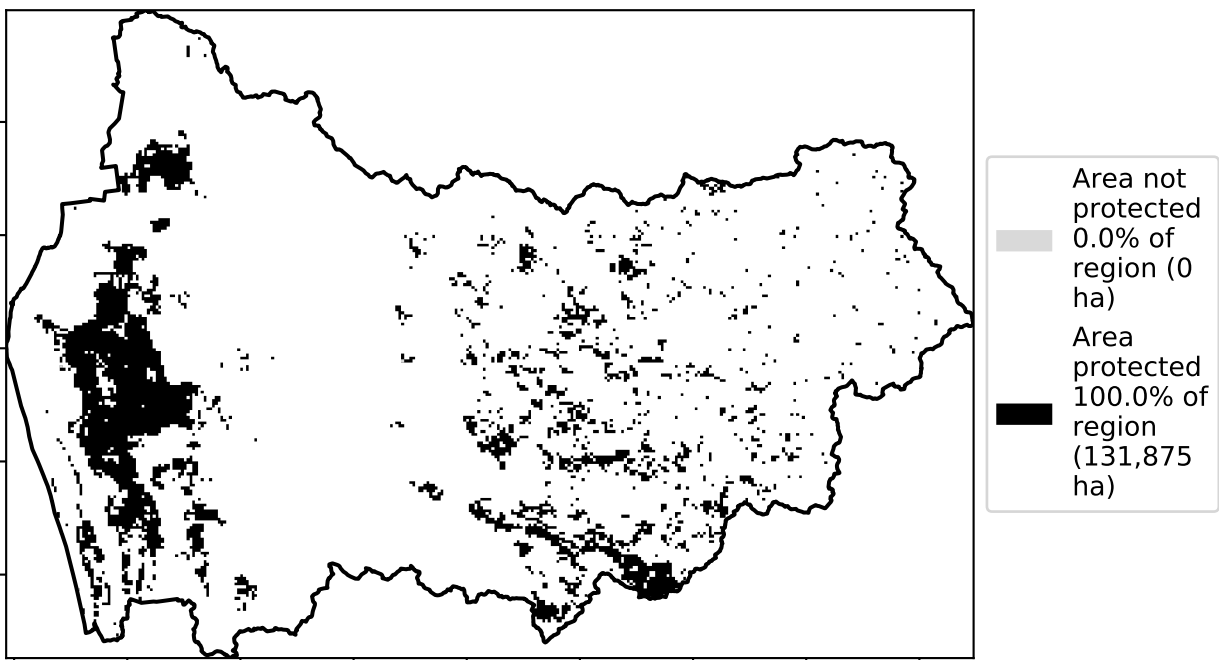 Area not
protected
0.0% of
region (0
ha)
Area
protected
100.0% of
region
(131,875
ha)